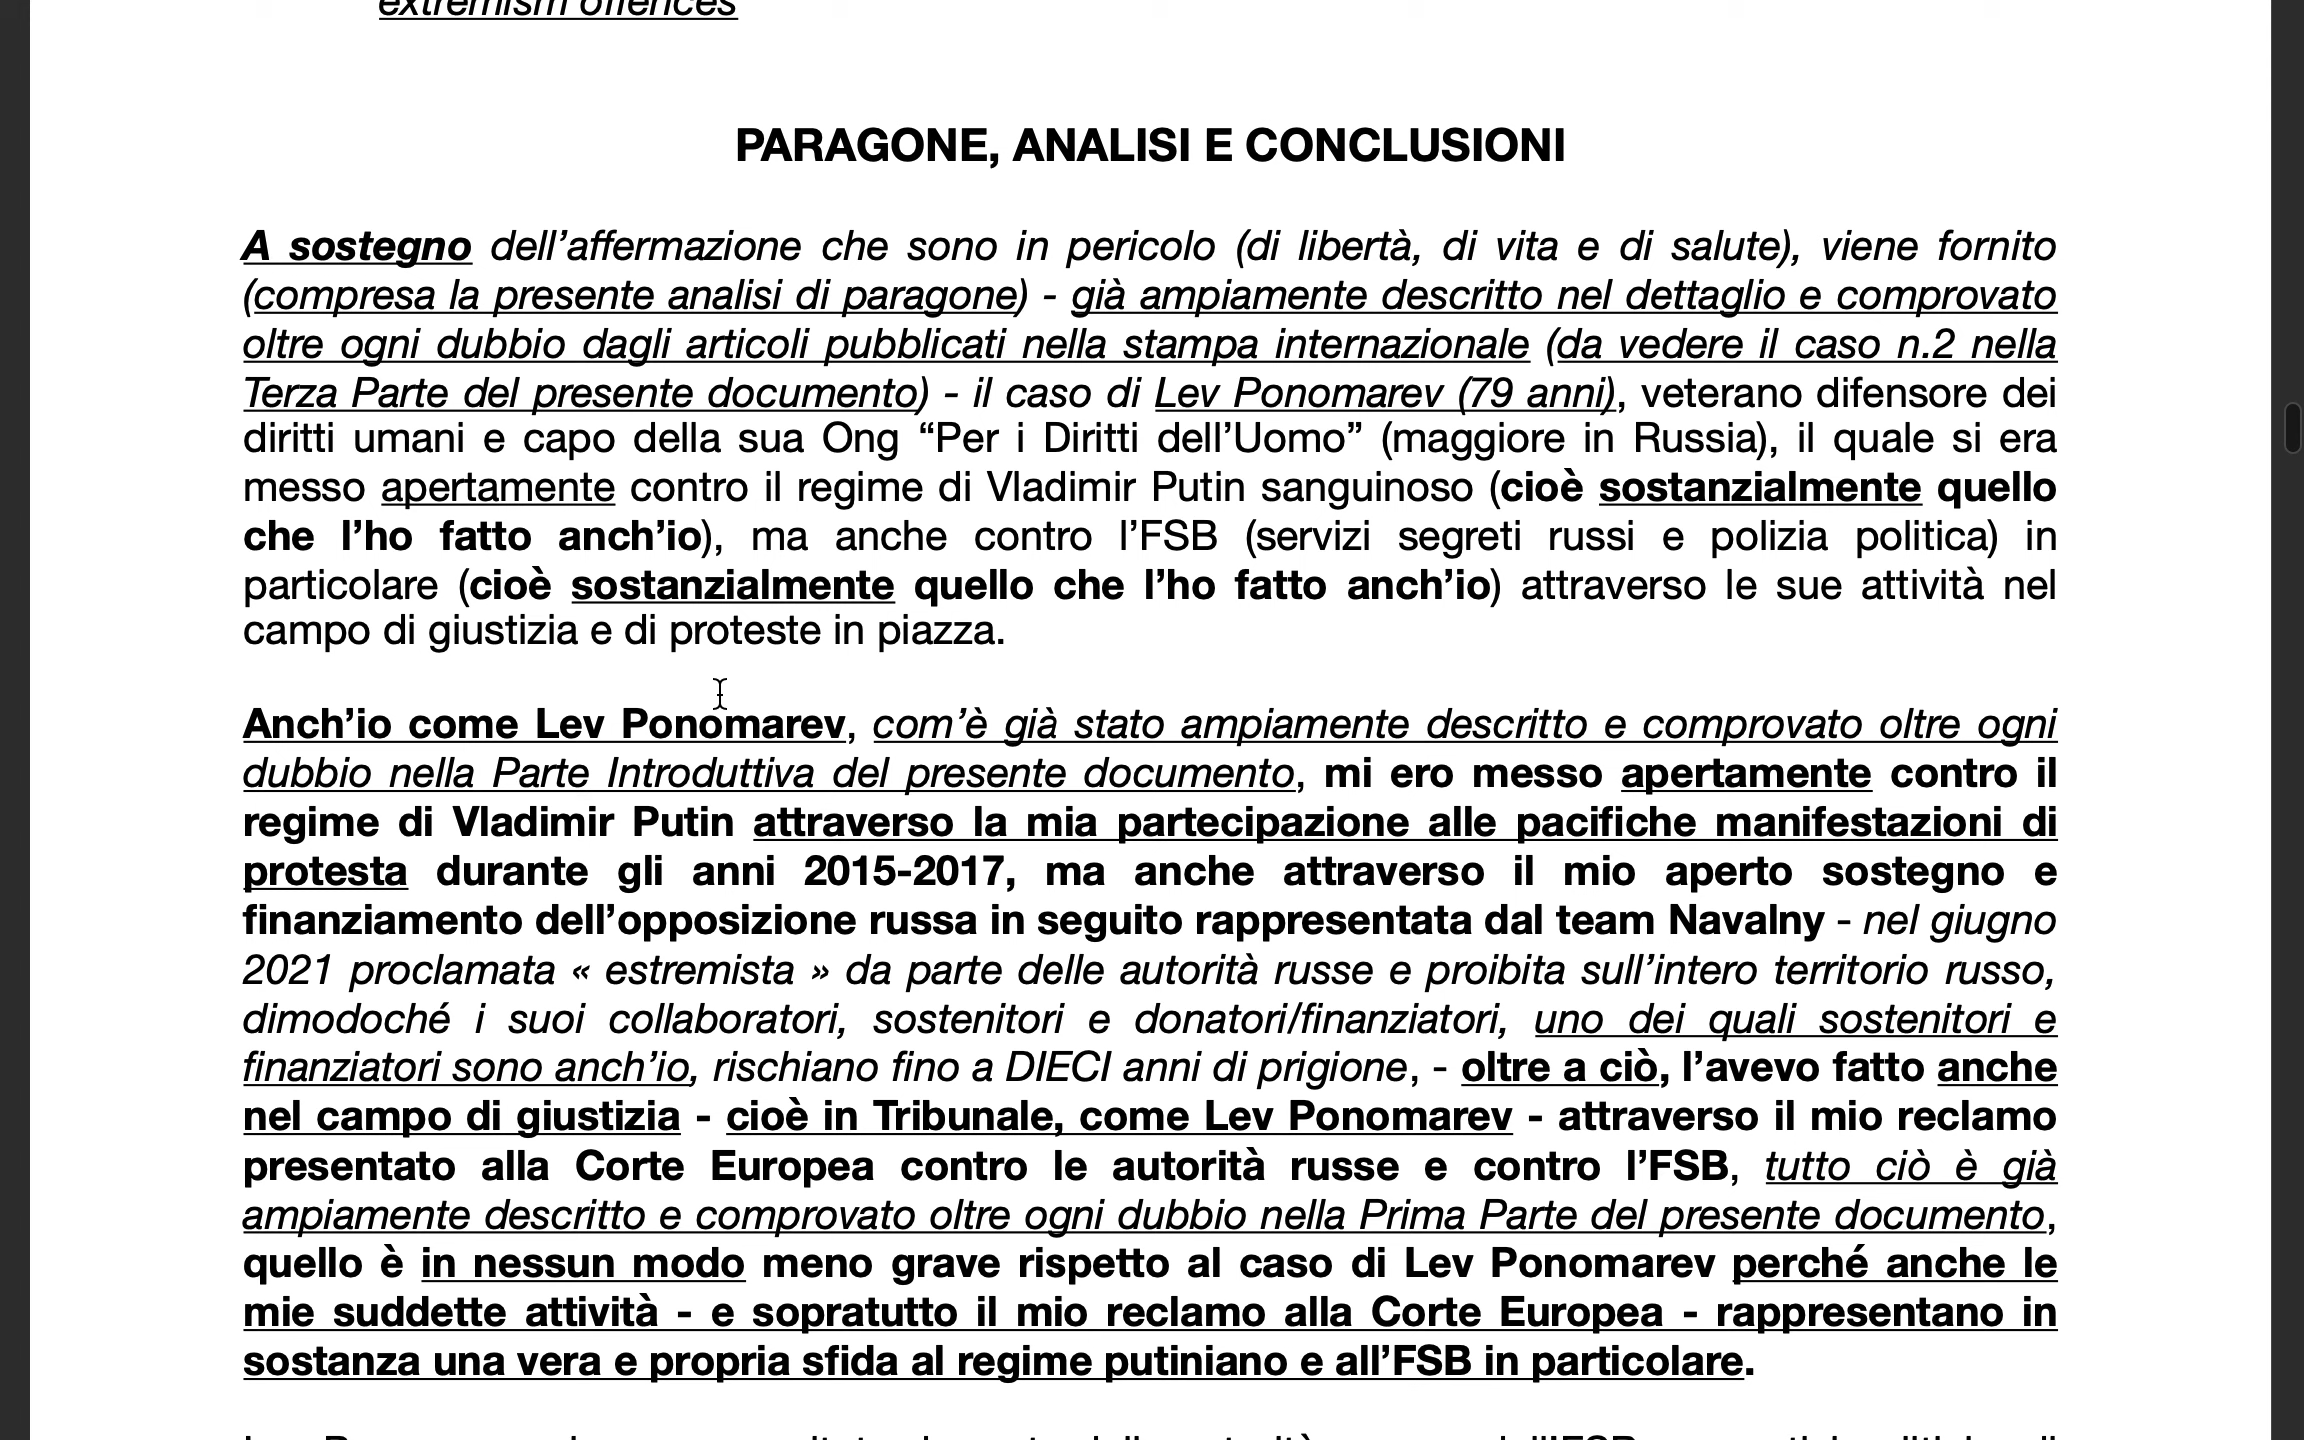 extremism offences
PARAGONE, ANALISI E CONCLUSIONI
A sostegno dell’affermazione che sono in pericolo (di libertà, di vita e di salute), viene fornito
(compresa la presente analisi di paragone) - già ampiamente descritto nel dettaglio e comprovato
oltre ogni dubbio dagli articoli pubblicati nella stampa internazionale (da vedere il caso n.2 nella
Terza Parte del presente documento) - il caso di Lev Ponomarev (79 anni), veterano difensore dei
diritti umani e capo della sua Ong “Per i Diritti dell’Uomo” (maggiore in Russia), il quale si era
messo apertamente contro il regime di Vladimir Putin sanguinoso (cioè sostanzialmente quello
che l’ho fatto anch’io), ma anche contro l’FSB (servizi segreti russi e polizia politica) in
particolare (cioè sostanzialmente quello che l’ho fatto anch’io) attraverso le sue attività nel
campo di giustizia e di proteste in piazza.
Anch’io come Lev Ponomarev, com’è già stato ampiamente descritto e comprovato oltre ogni
dubbio nella Parte Introduttiva del presente documento, mi ero messo apertamente contro il
regime di Vladimir Putin attraverso la mia partecipazione alle pacifiche manifestazioni di
protesta durante gli anni 2015-2017, ma anche attraverso il mio aperto sostegno e
finanziamento dell’opposizione russa in seguito rappresentata dal team Navalny - nel giugno
2021 proclamata « estremista » da parte delle autorità russe e proibita sull’intero territorio russo,
dimodoché i suoi collaboratori, sostenitori e donatori/finanziatori, uno dei quali sostenitori e
finanziatori sono anch’io, rischiano fino a DIECI anni di prigione, - oltre a ciò, l’avevo fatto anche
nel campo di giustizia - cioè in Tribunale, come Lev Ponomarev - attraverso il mio reclamo
presentato alla Corte Europea contro le autorità russe e contro l’FSB, tutto ciò è già
ampiamente descritto e comprovato oltre ogni dubbio nella Prima Parte del presente documento,
quello è in nessun modo meno grave rispetto al caso di Lev Ponomarev perché anche le
mie suddette attività - e sopratutto il mio reclamo alla Corte Europea - rappresentano in
sostanza una vera e propria sfida al regime putiniano e all’FSB in particolare.